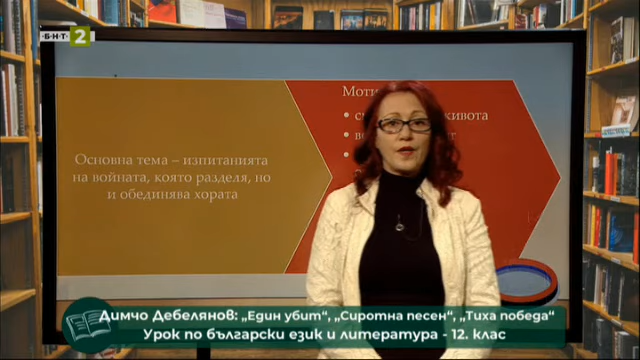 БНТ 2
Основна тема – изпитанията
на войната, която разделя, но
и обединява хората
живота
Димчо Дебелянов: „Един убит“, „Сиротна песен“, „Тиха победа“
Урок по български език и литература - 12. клас